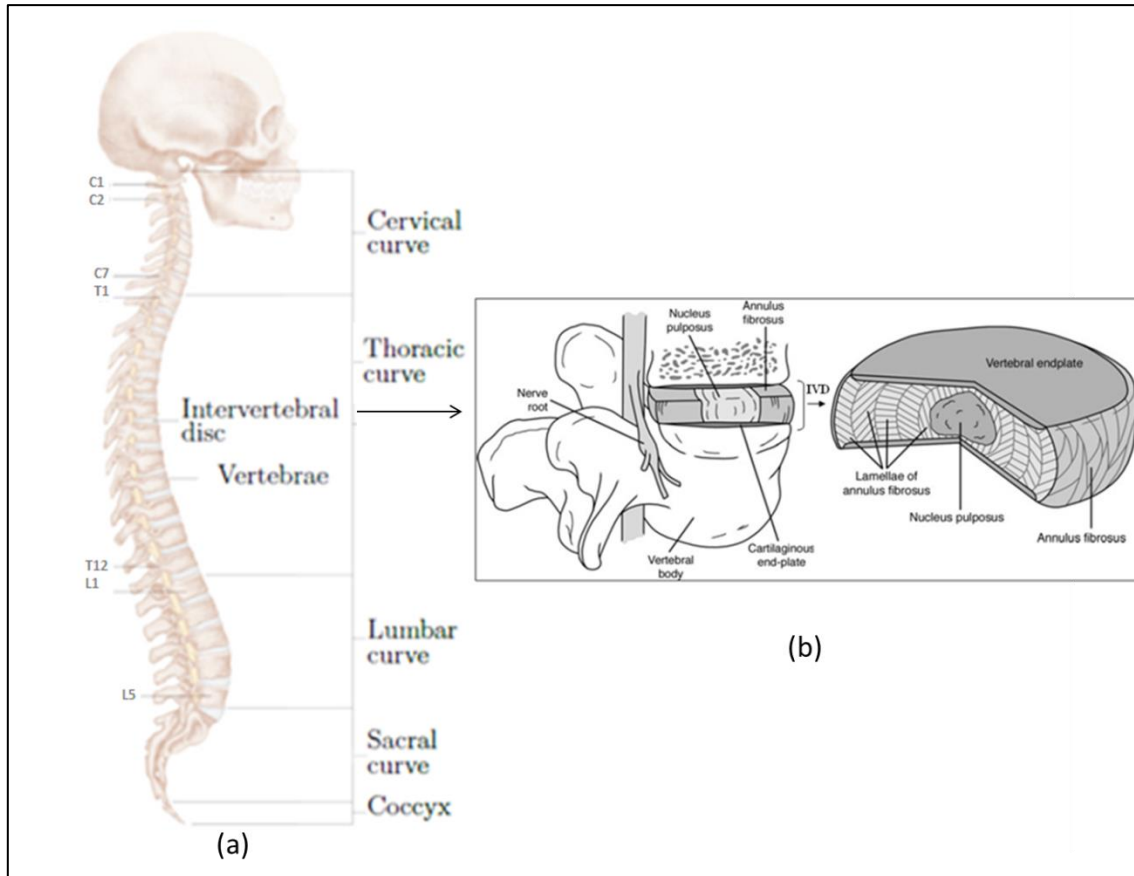 C1
C2
C7
T1
T12
L1
L5
Cervical
curve
Thoracic
curve
Intervertebral
disc
Vertebrae
Lumbar
curve
Sacral
curve
Coccyx
(a)
Nucleus
pulposus
Annulus
fibrosus
Nerve
root
IVD
Vertebral
body
Cartilaginous
end-plate
Vertebral endplate
Lamellae of
annulus fibrosus
Nucleus pulposus
Annulus fibrosus
(b)